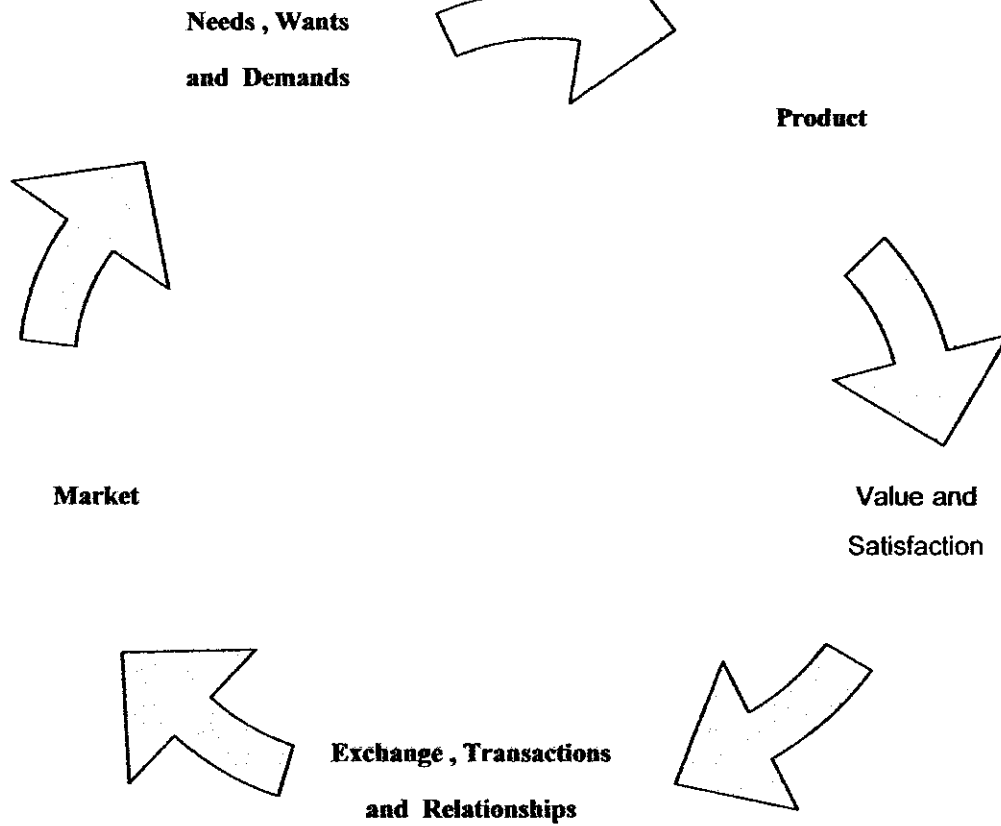 Needs , Wants
and Demands
Product
Value and
Satisfaction
Exchange , Transactions
and Relationships
Market